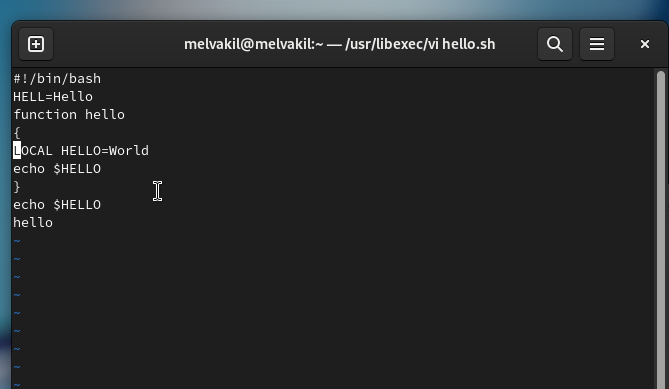 melvakil@melvakil:~ — /usr/libexec/vi hello.sh
#!/bin/bash
HELL=Hello
function hello
{
LOCAL HELLO=World
echo $HELLO
}
echo $HELLO
hello
~
~
~
~
~
~
~
~
~